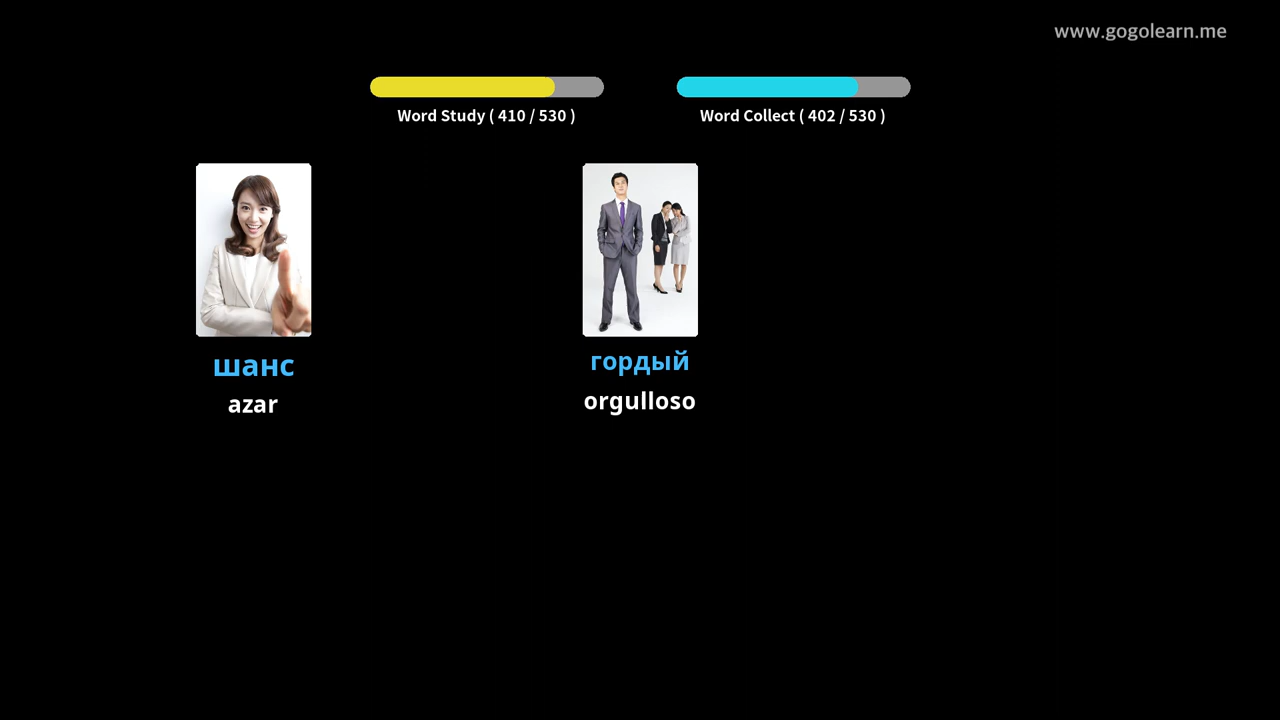 www.gogolearn.me
Word Study ( 410 / 530 )
Word Collect ( 402 / 530 )
шанс
azar
гордый
orgulloso